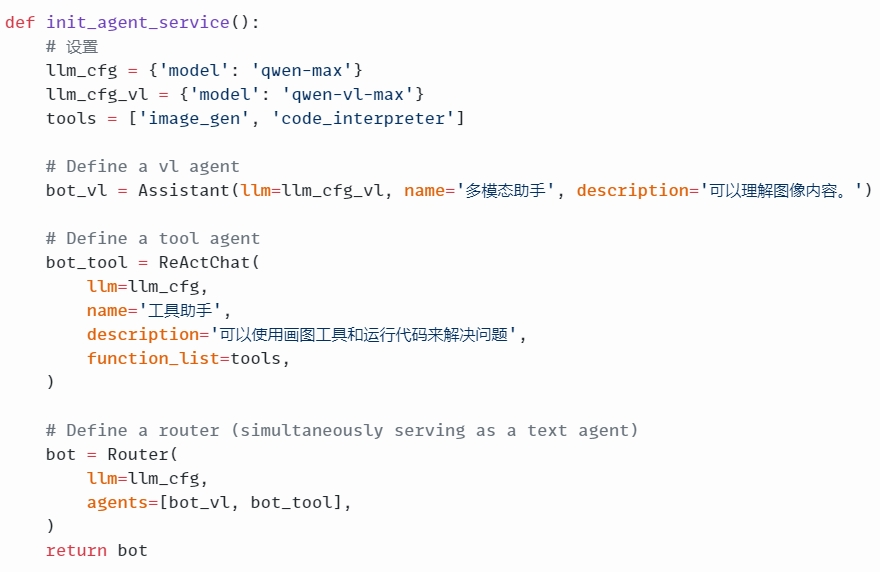 def init_agent_service():
    # 设置
    llm_cfg = {'model': 'qwen-max'}
    llm_cfg_vl = {'model': 'qwen-vl-max'}
    tools = ['image_gen', 'code_interpreter']

    # Define a vl agent
    bot_vl = Assistant(llm=llm_cfg_vl, name='多模态助手', description='可以理解图像内容。')

    # Define a tool agent
    bot_tool = ReActChat(
        llm=llm_cfg,
        name='工具助手',
        description='可以使用画图工具和运行代码来解决问题',
        function_list=tools,
    )

    # Define a router (simultaneously serving as a text agent)
    bot = Router(
        llm=llm_cfg,
        agents=[bot_vl, bot_tool],
    )
    return bot